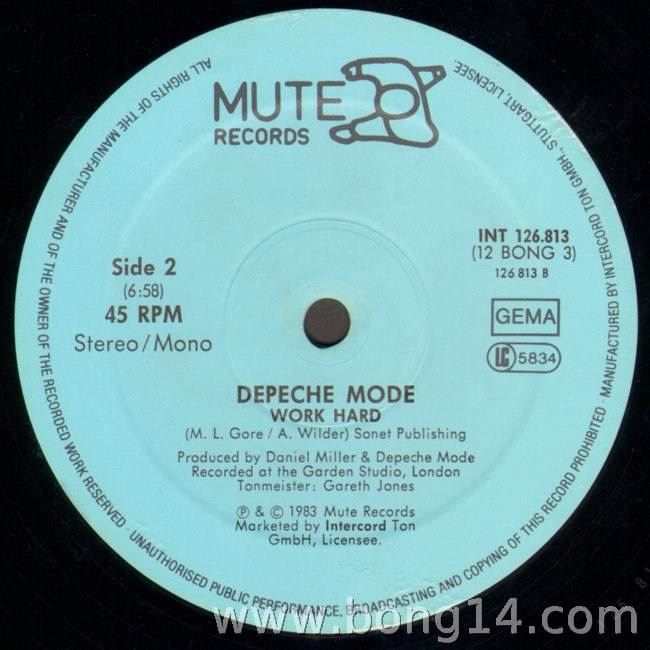 MUTE
RECORDS
INT 126.813
(12 BONG 3)
126 813 B
Side 2
(6:58)
45 RPM
Stereo/Mono
GEMA
LC 5834
DEPECHE MODE
WORK HARD
(M. L. Gore / A. Wilder) Sonet Publishing
Produced by Daniel Miller & Depeche Mode
Recorded at the Garden Studio, London
Tonmeister: Gareth Jones
℗ & © 1983 Mute Records
Marketed by Intercord Ton
GmbH, Licensee.
ALL RIGHTS OF THE MANUFACTURER AND OF THE OWNER OF THE RECORDED WORK RESERVED · UNAUTHORISED PUBLIC PERFORMANCE, BROADCASTING AND COPYING OF THIS RECORD PROHIBITED · MANUFACTURED BY INTERCORD TON GMBH., STUTTGART, LICENSEE.
www.bong14.com